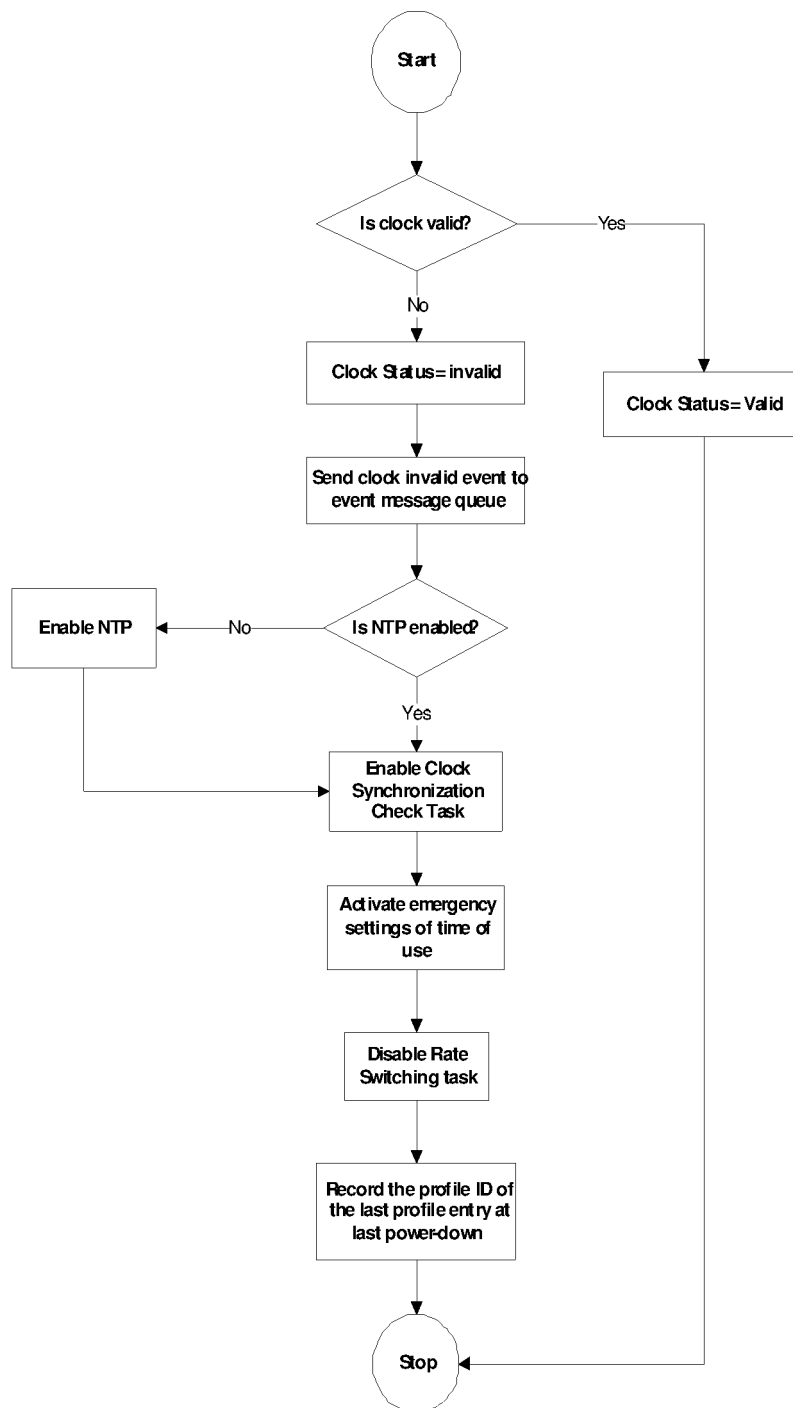 Start
Is clock valid?
Yes
No
Clock Status= invalid
Clock Status= Valid
Send clock invalid event to
event message queue
Enable NTP
No
Is NTP enabled?
Yes
Enable Clock
Synchronization
Check Task
Activate emergency
settings of time of
use
Disable Rate
Switching task
Record the profile ID of
the last profile entry at
last power-down
Stop